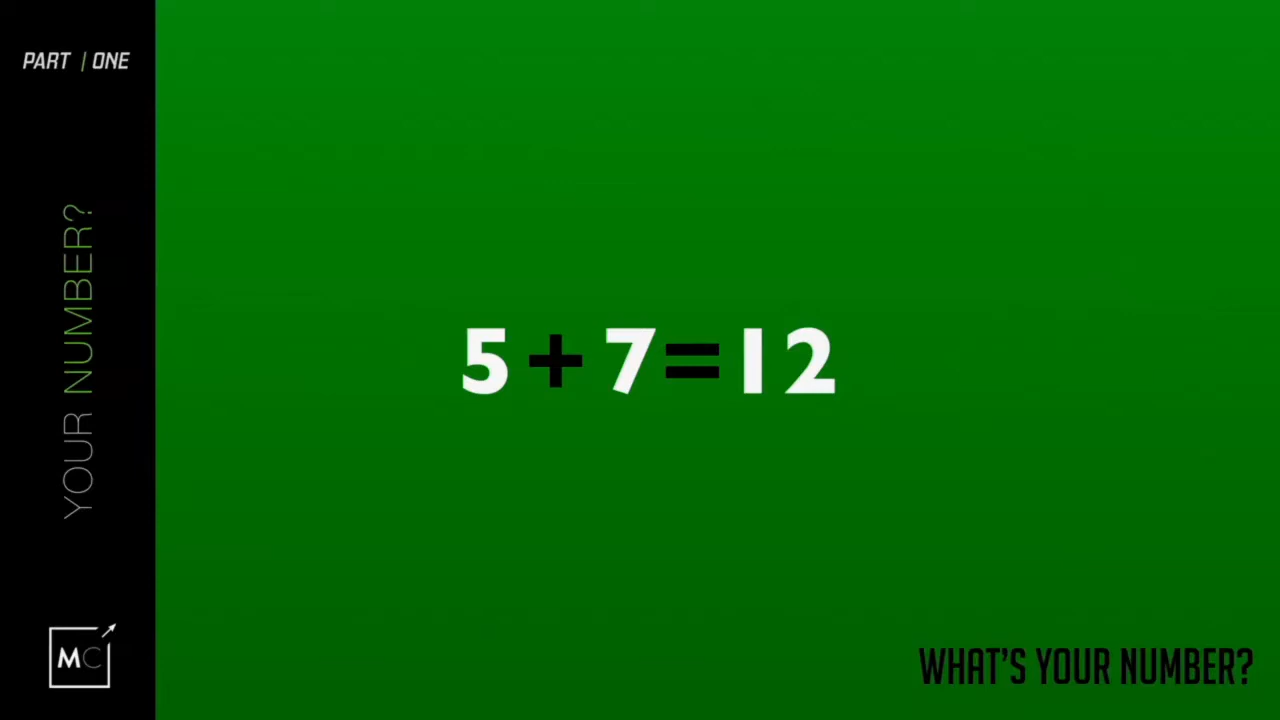 PART | ONE
YOUR NUMBER?
5 + 7 = 12
MC
WHAT'S YOUR NUMBER?